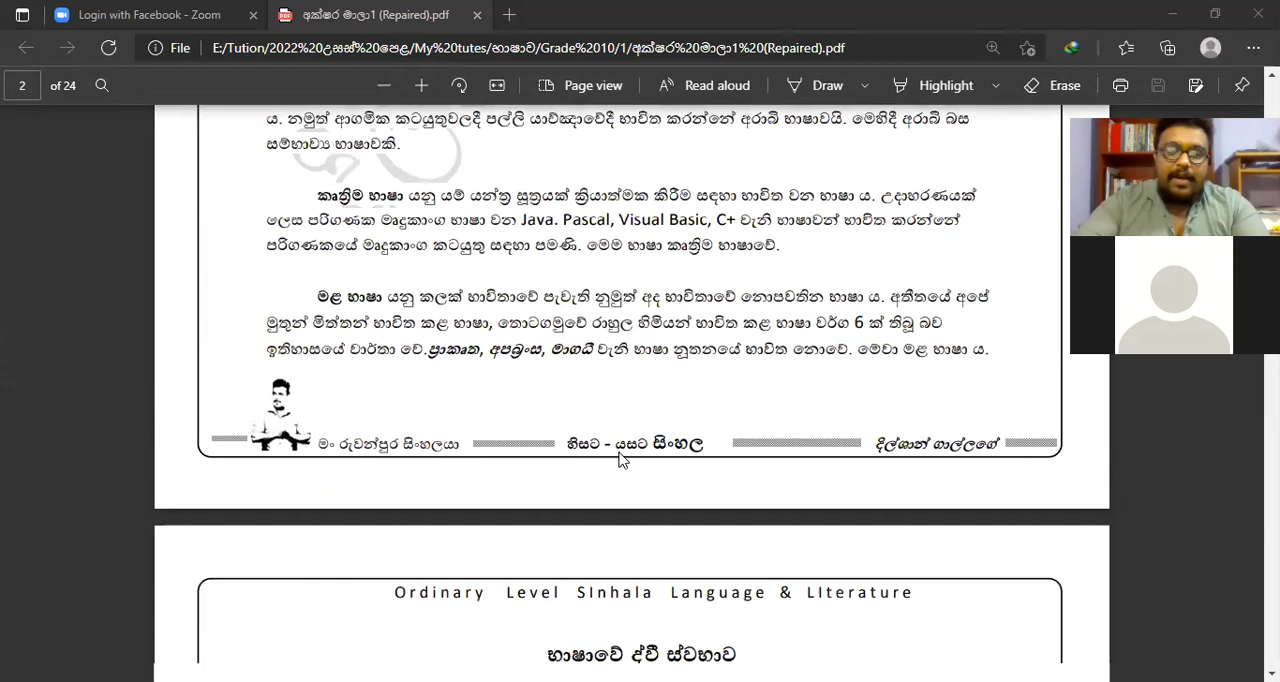 Login with Facebook - Zoom
අක්ෂර මාලා1 (Repaired).pdf
File E:/Tution/2022%20උසස්%20පෙළ/My%20tutes/භාෂාව/Grade%2010/1/අක්ෂර%20මාලා1%20(Repaired).pdf
2 of 24 Page view Read aloud Draw Highlight Erase
ය. නමුත් ආගමික කටයුතුවලදී පල්ලි යාච්ඤාවේදී භාවිත කරන්නේ අරාබි භාෂාවයි. මෙහිදී අරාබි බස
සම්භාව්‍ය භාෂාවකි.
කෘත්‍රිම භාෂා යනු යම් යන්ත්‍ර සූත්‍රයක් ක්‍රියාත්මක කිරීම සඳහා භාවිත වන භාෂා ය. උදාහරණයක්
ලෙස පරිගණක මෘදුකාංග භාෂා වන Java. Pascal, Visual Basic, C+ වැනි භාෂාවන් භාවිත කරන්නේ
පරිගණකයේ මෘදුකාංග කටයුතු සඳහා පමණි. මෙම භාෂා කෘත්‍රිම භාෂාවේ.
මළ භාෂා යනු කලක් භාවිතාවේ පැවැති නුමුත් අද භාවිතාවේ නොපවතින භාෂා ය. අතීතයේ අපේ
මුතුන් මිත්තන් භාවිත කළ භාෂා, තොටගමුවේ රාහුල හිමියන් භාවිත කළ භාෂා වර්ග 6 ක් තිබූ බව
ඉතිහාසයේ වාර්තා වේ.ප්‍රාකෘත, අපබ්‍රංස, මාගධී වැනි භාෂා නූතනයේ භාවිත නොවේ. මේවා මළ භාෂා ය.
මං රුවන්පුර සිංහලයා හිසට - යසට සිංහල දිල්ශාන් ගාල්ලගේ
Ordinary Level SInhala Language & LIterature
භාෂාවේ ද්වී ස්වභාව